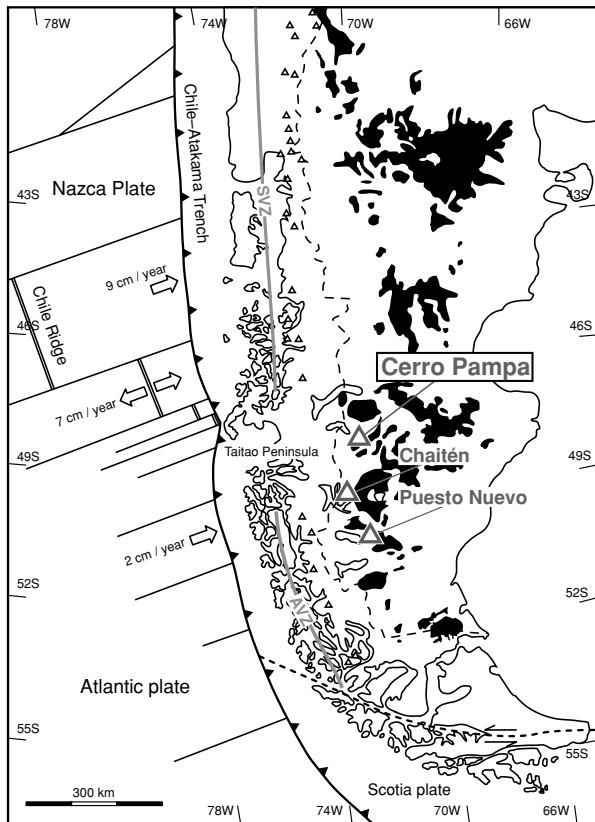 78W
74W
70W
66W
Chile–Atakama Trench
43S
Nazca Plate
SVZ
43S
9 cm / year
Chile Ridge
46S
46S
Cerro Pampa
7 cm / year
Taitao Peninsula
Chaitén
49S
49S
Puesto Nuevo
2 cm / year
52S
52S
AVZ
Atlantic plate
55S
55S
Scotia plate
300 km
78W
74W
70W
66W